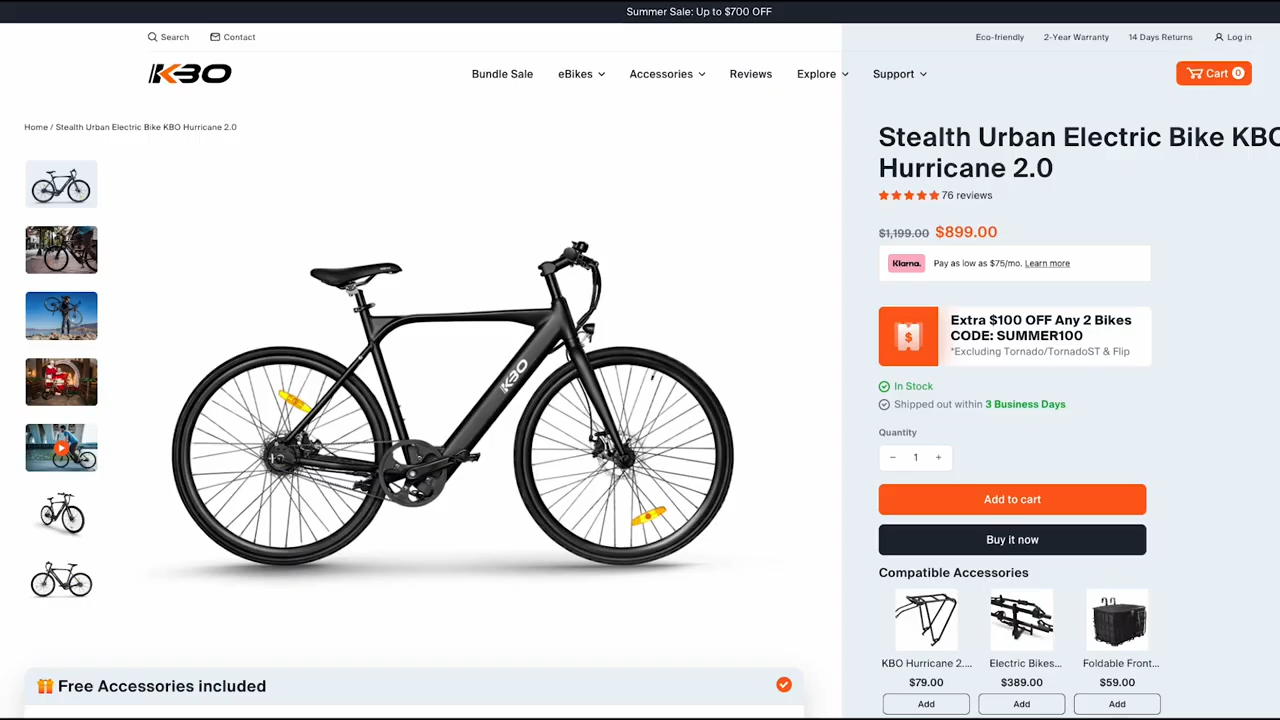 Summer Sale: Up to $700 OFF
Search
Contact
Eco-friendly
2-Year Warranty
14 Days Returns
Log in
KBO
Bundle Sale
eBikes
Accessories
Reviews
Explore
Support
Cart 0
Home / Stealth Urban Electric Bike KBO Hurricane 2.0
KBO
Stealth Urban Electric Bike KBO
Hurricane 2.0
76 reviews
$1,199.00 $899.00
Klarna. Pay as low as $75/mo. Learn more
$
Extra $100 OFF Any 2 Bikes
CODE: SUMMER100
*Excluding Tornado/TornadoST & Flip
In Stock
Shipped out within 3 Business Days
Quantity
− 1 +
Add to cart
Buy it now
Compatible Accessories
KBO Hurricane 2....
Electric Bikes...
Foldable Front...
$79.00
$389.00
$59.00
Add
Add
Add
Free Accessories included